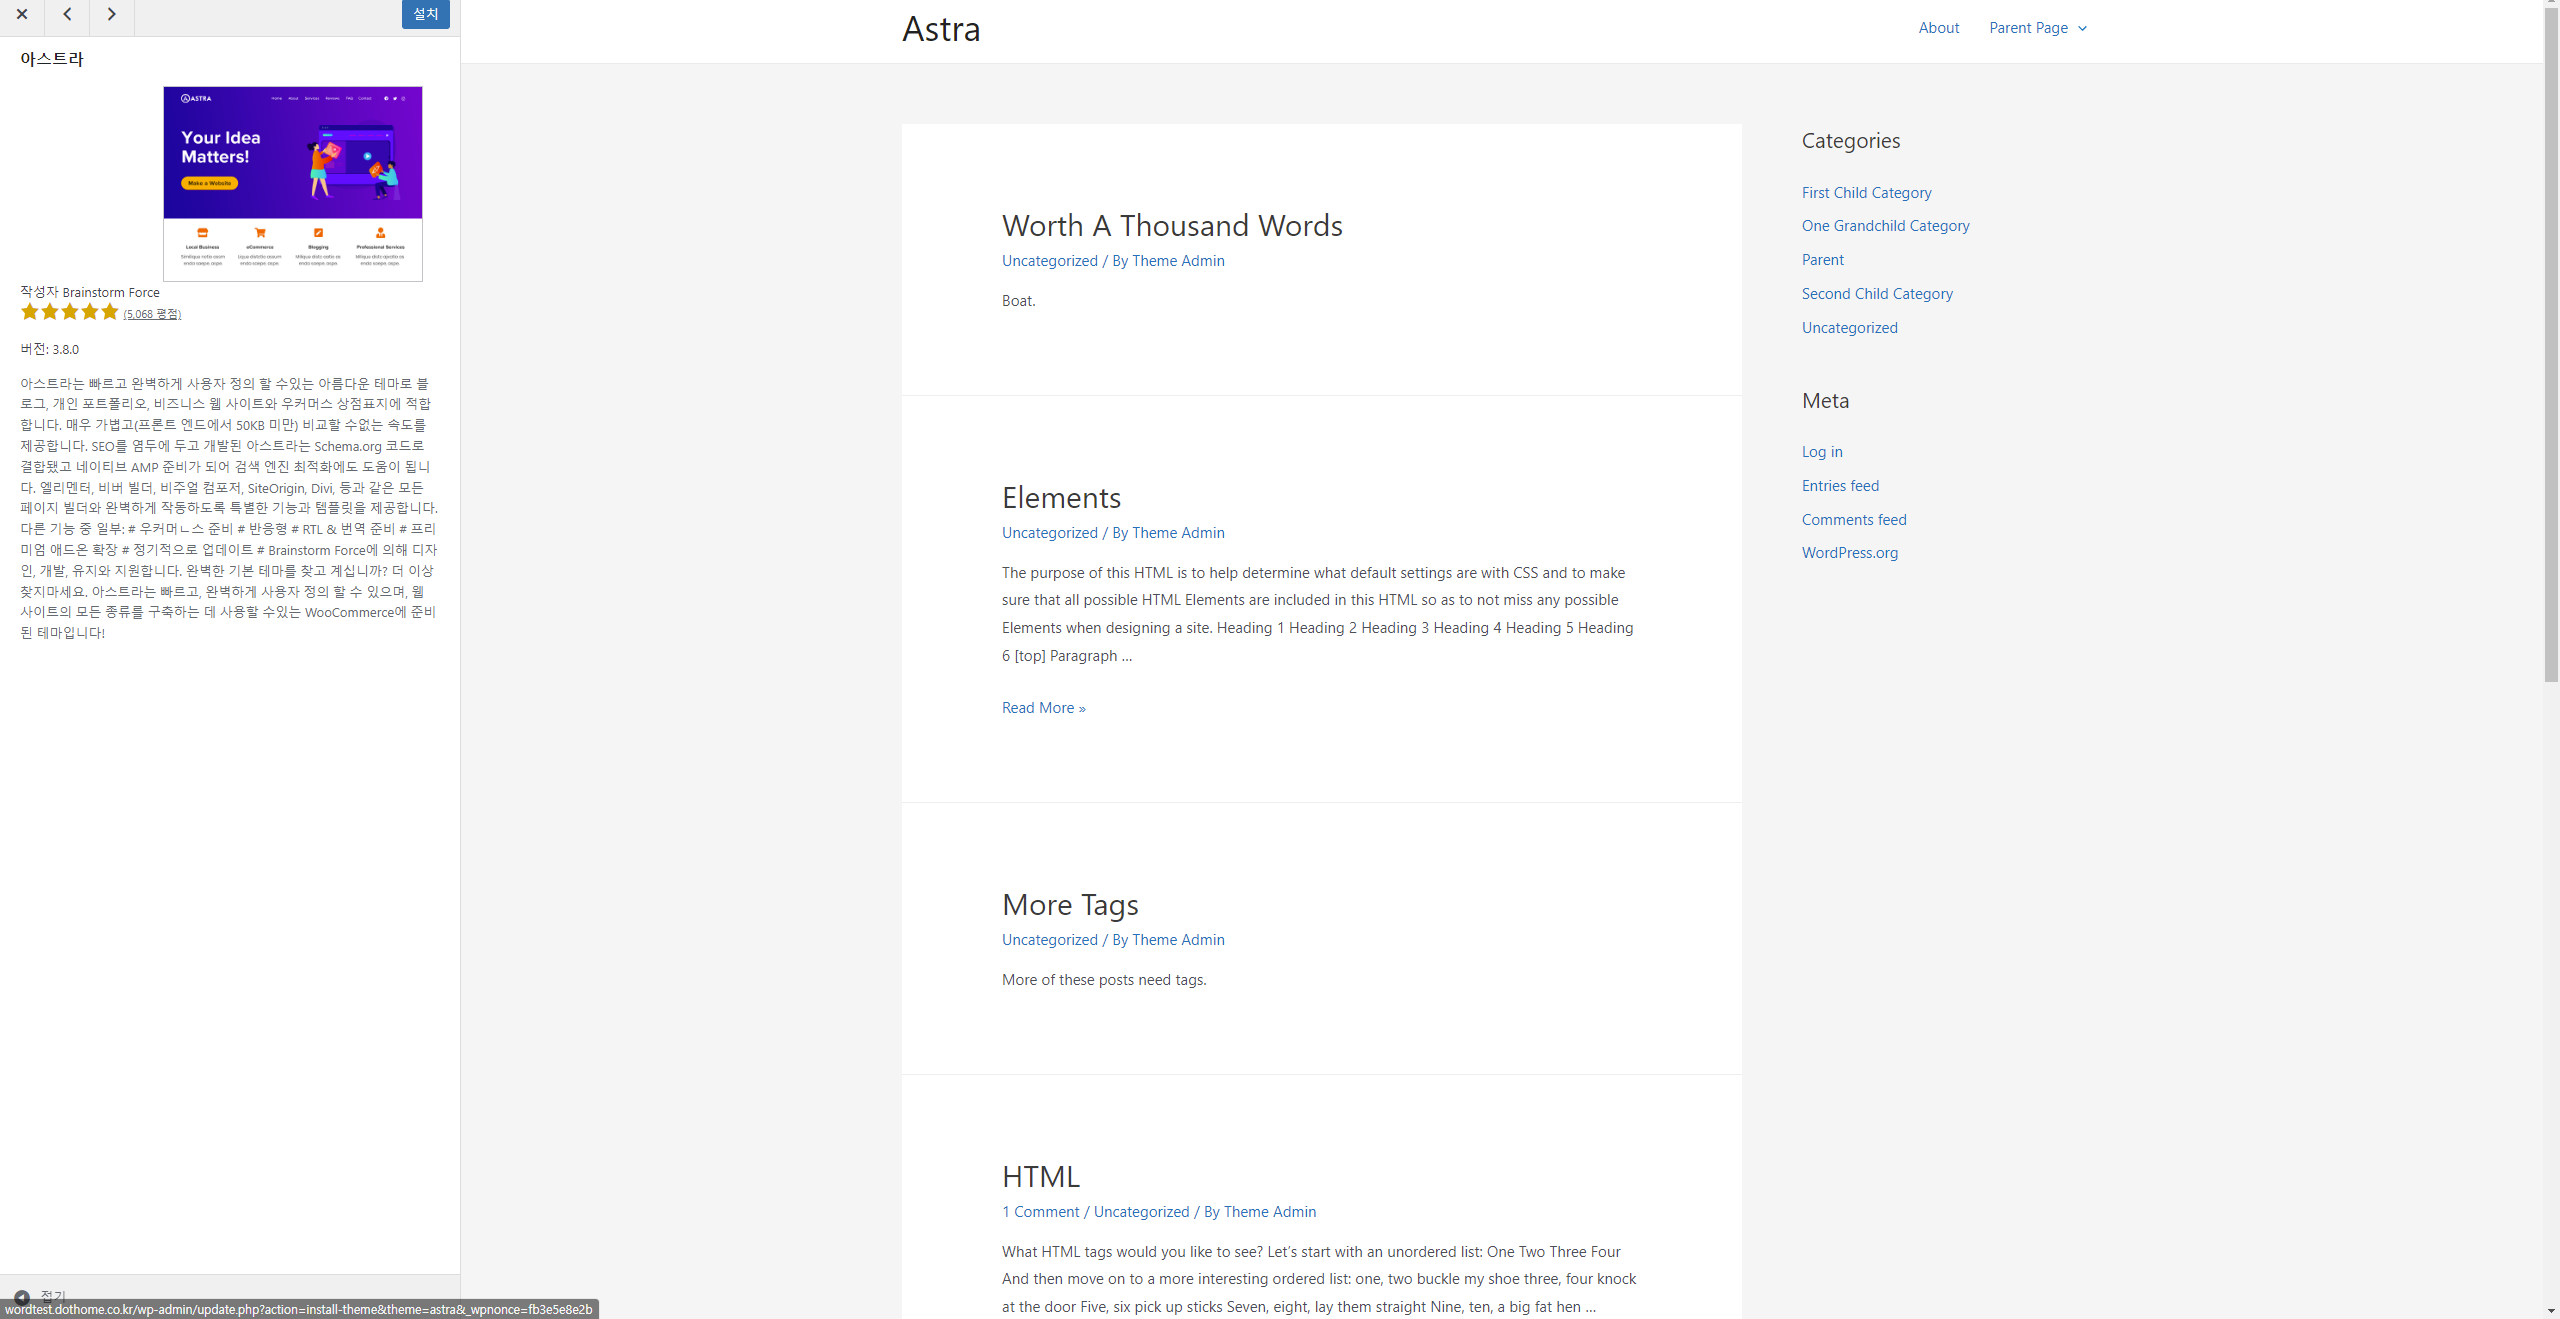 설치
아스트라
ASTRA
Home About Services Reviews FAQ Contact
Your Idea
Matters!
Make a Website
Local Business eCommerce Blogging Professional Services
작성자 Brainstorm Force
(5,068 평점)
버전: 3.8.0
아스트라는 빠르고 완벽하게 사용자 정의 할 수있는 아름다운 테마로 블
로그, 개인 포트폴리오, 비즈니스 웹 사이트와 우커머스 상점표지에 적합
합니다. 매우 가볍고(프론트 엔드에서 50KB 미만) 비교할 수없는 속도를
제공합니다. SEO를 염두에 두고 개발된 아스트라는 Schema.org 코드로
결합됐고 네이티브 AMP 준비가 되어 검색 엔진 최적화에도 도움이 됩니
다. 엘리멘터, 비버 빌더, 비주얼 컴포저, SiteOrigin, Divi, 등과 같은 모든
페이지 빌더와 완벽하게 작동하도록 특별한 기능과 템플릿을 제공합니다.
다른 기능 중 일부: # 우커머ㄴ스 준비 # 반응형 # RTL & 번역 준비 # 프리
미엄 애드온 확장 # 정기적으로 업데이트 # Brainstorm Force에 의해 디자
인, 개발, 유지와 지원합니다. 완벽한 기본 테마를 찾고 계십니까? 더 이상
찾지마세요. 아스트라는 빠르고, 완벽하게 사용자 정의 할 수 있으며, 웹
사이트의 모든 종류를 구축하는 데 사용할 수있는 WooCommerce에 준비
된 테마입니다!
접기
wordtest.dothome.co.kr/wp-admin/update.php?action=install-theme&theme=astra&_wpnonce=fb3e5e8e2b
Astra
About Parent Page
Worth A Thousand Words
Uncategorized / By Theme Admin
Boat.
Elements
Uncategorized / By Theme Admin
The purpose of this HTML is to help determine what default settings are with CSS and to make
sure that all possible HTML Elements are included in this HTML so as to not miss any possible
Elements when designing a site. Heading 1 Heading 2 Heading 3 Heading 4 Heading 5 Heading
6 [top] Paragraph …
Read More »
More Tags
Uncategorized / By Theme Admin
More of these posts need tags.
HTML
1 Comment / Uncategorized / By Theme Admin
What HTML tags would you like to see? Let’s start with an unordered list: One Two Three Four
And then move on to a more interesting ordered list: one, two buckle my shoe three, four knock
at the door Five, six pick up sticks Seven, eight, lay them straight Nine, ten, a big fat hen …
Categories
First Child Category
One Grandchild Category
Parent
Second Child Category
Uncategorized
Meta
Log in
Entries feed
Comments feed
WordPress.org